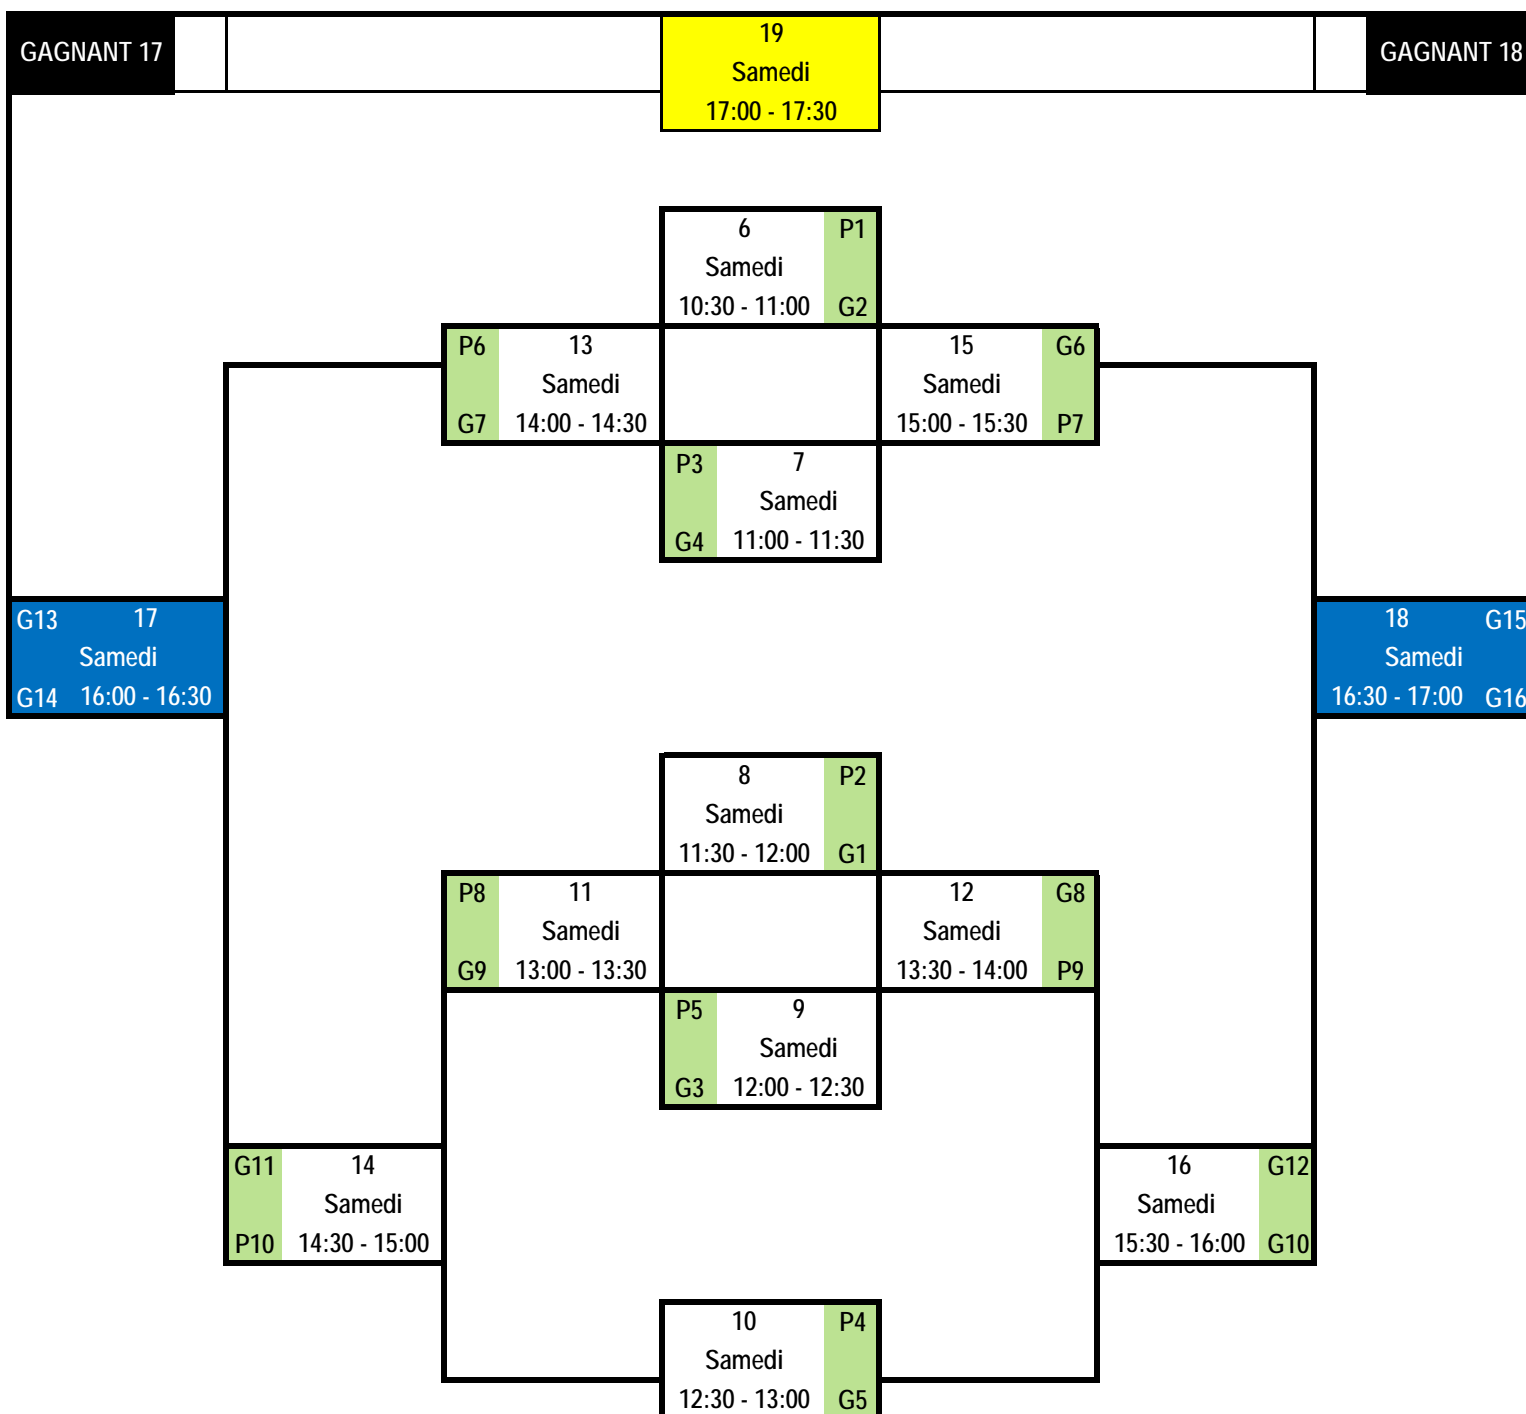 GAGNANT 17
19
Samedi
17:00 - 17:30
GAGNANT 18
6 P1
Samedi
10:30 - 11:00 G2
P6 13
Samedi
G7 14:00 - 14:30
15 G6
Samedi
15:00 - 15:30 P7
P3 7
Samedi
G4 11:00 - 11:30
G13 17
Samedi
G14 16:00 - 16:30
18 G15
Samedi
16:30 - 17:00 G16
8 P2
Samedi
11:30 - 12:00 G1
P8 11
Samedi
G9 13:00 - 13:30
12 G8
Samedi
13:30 - 14:00 P9
P5 9
Samedi
G3 12:00 - 12:30
G11 14
Samedi
P10 14:30 - 15:00
16 G12
Samedi
15:30 - 16:00 G10
10 P4
Samedi
12:30 - 13:00 G5